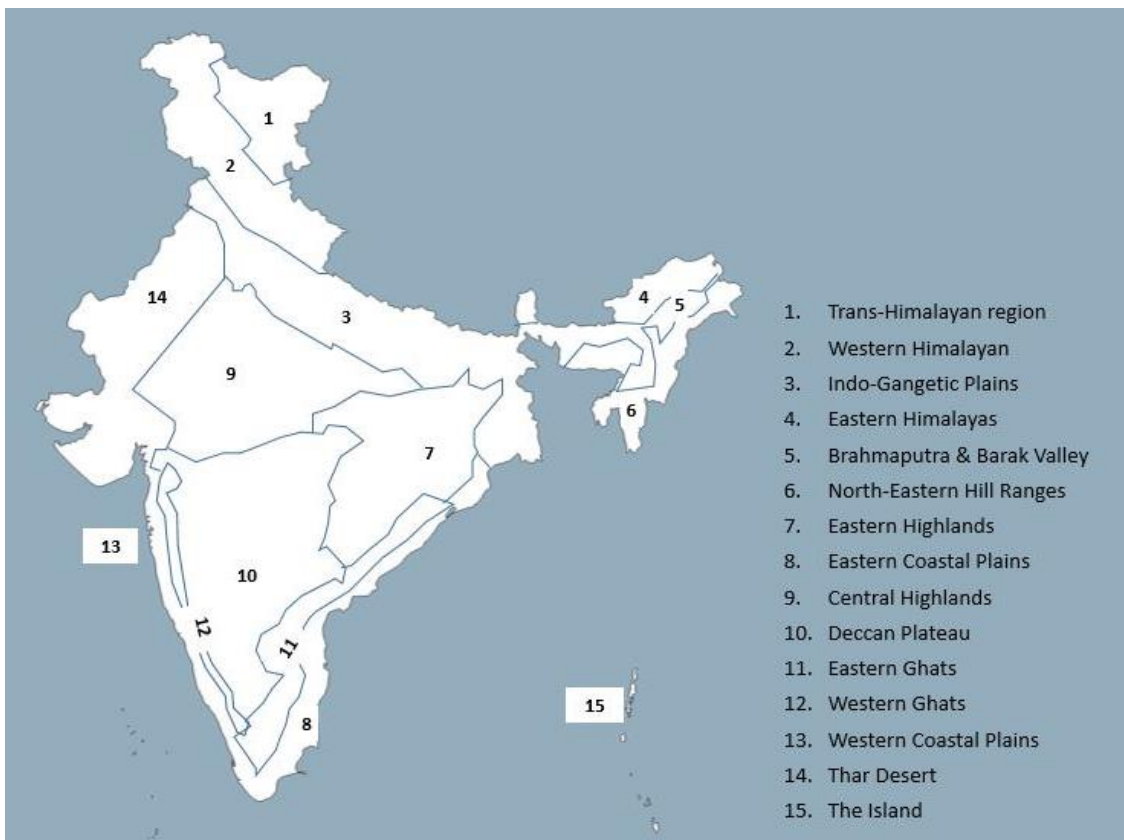 1
2
14
3
4
5
9
6
7
13
10
12
11
15
8
1. Trans-Himalayan region
2. Western Himalayan
3. Indo-Gangetic Plains
4. Eastern Himalayas
5. Brahmaputra & Barak Valley
6. North-Eastern Hill Ranges
7. Eastern Highlands
8. Eastern Coastal Plains
9. Central Highlands
10. Deccan Plateau
11. Eastern Ghats
12. Western Ghats
13. Western Coastal Plains
14. Thar Desert
15. The Island